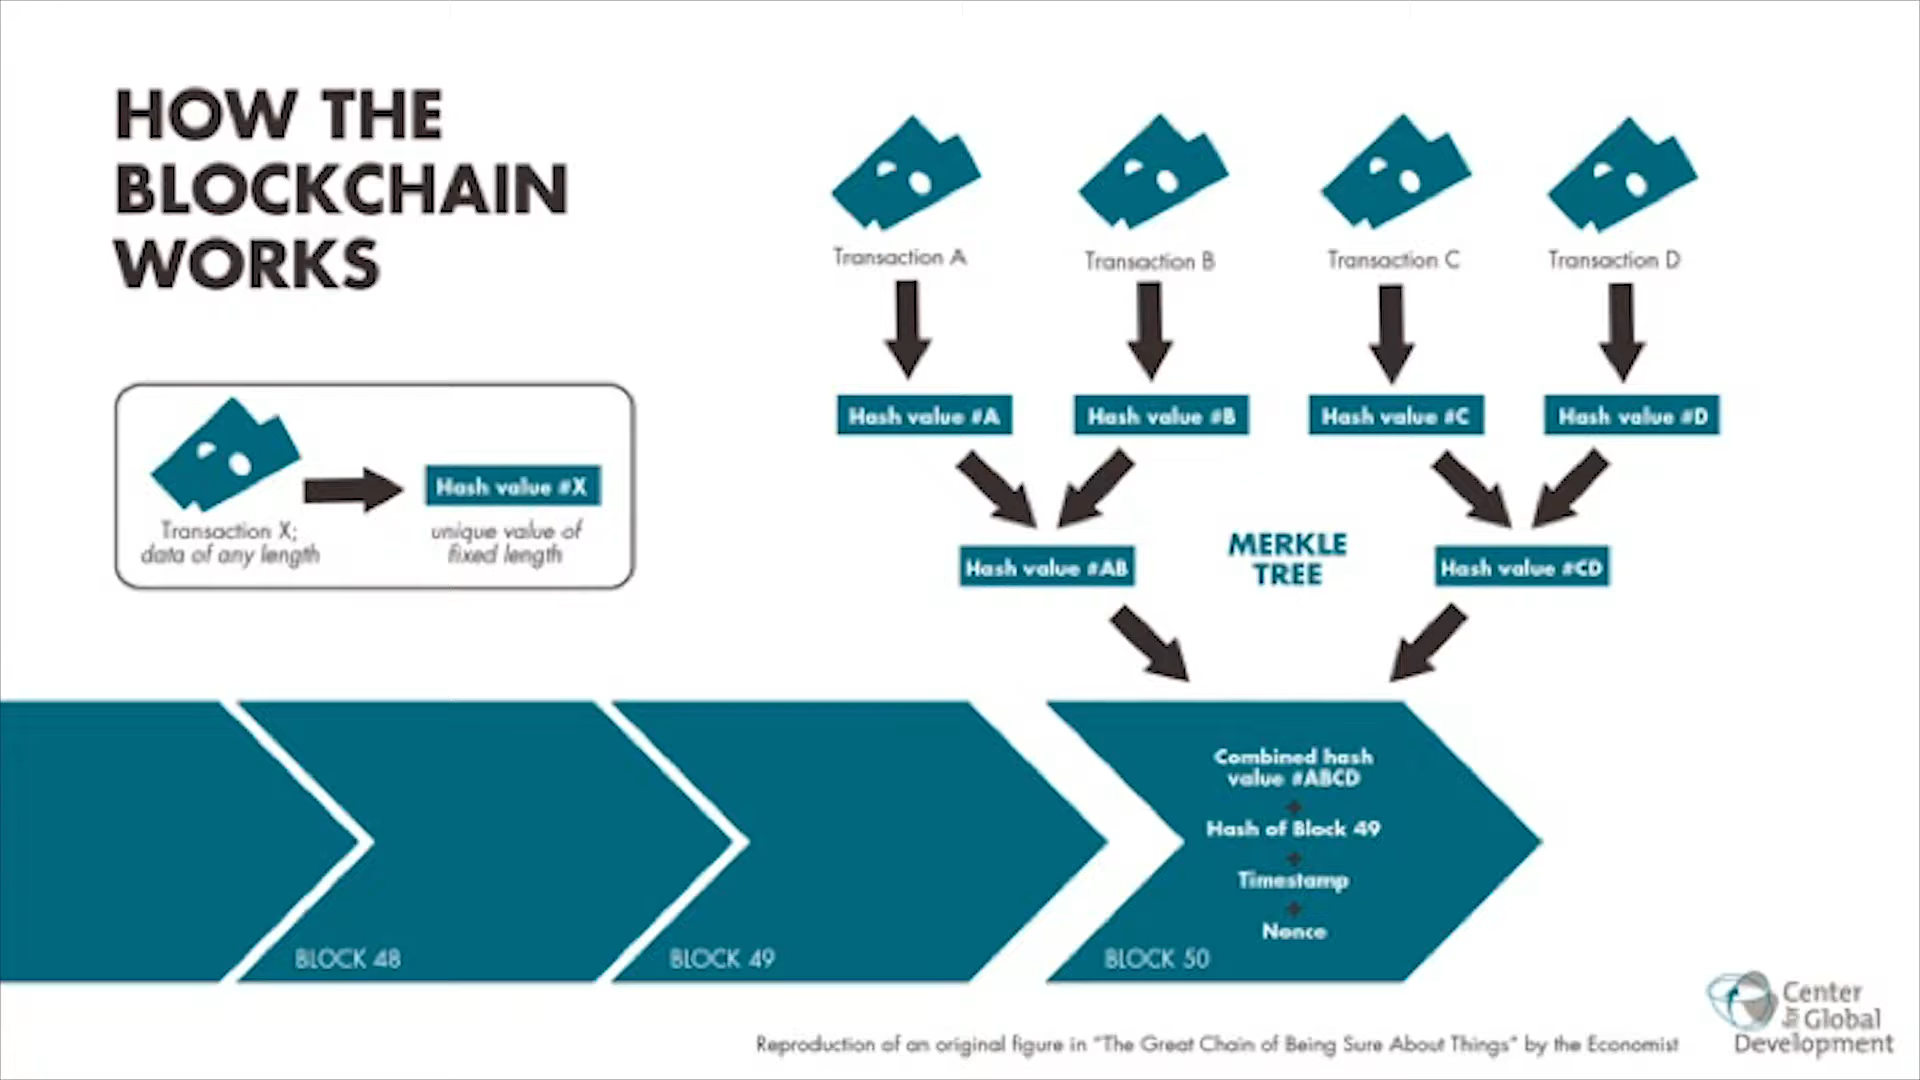 HOW THE
BLOCKCHAIN
WORKS
Transaction A
Transaction B
Transaction C
Transaction D
Hash value #A
Hash value #B
Hash value #C
Hash value #D
Transaction X;
data of any length
Hash value #X
unique value of
fixed length
Hash value #AB
MERKLE
TREE
Hash value #CD
Combined hash
value #ABCD
+
Hash of Block 49
+
Timestamp
+
Nonce
BLOCK 48
BLOCK 49
BLOCK 50
Center
for Global
Development
Reproduction of an original figure in "The Great Chain of Being Sure About Things" by the Economist